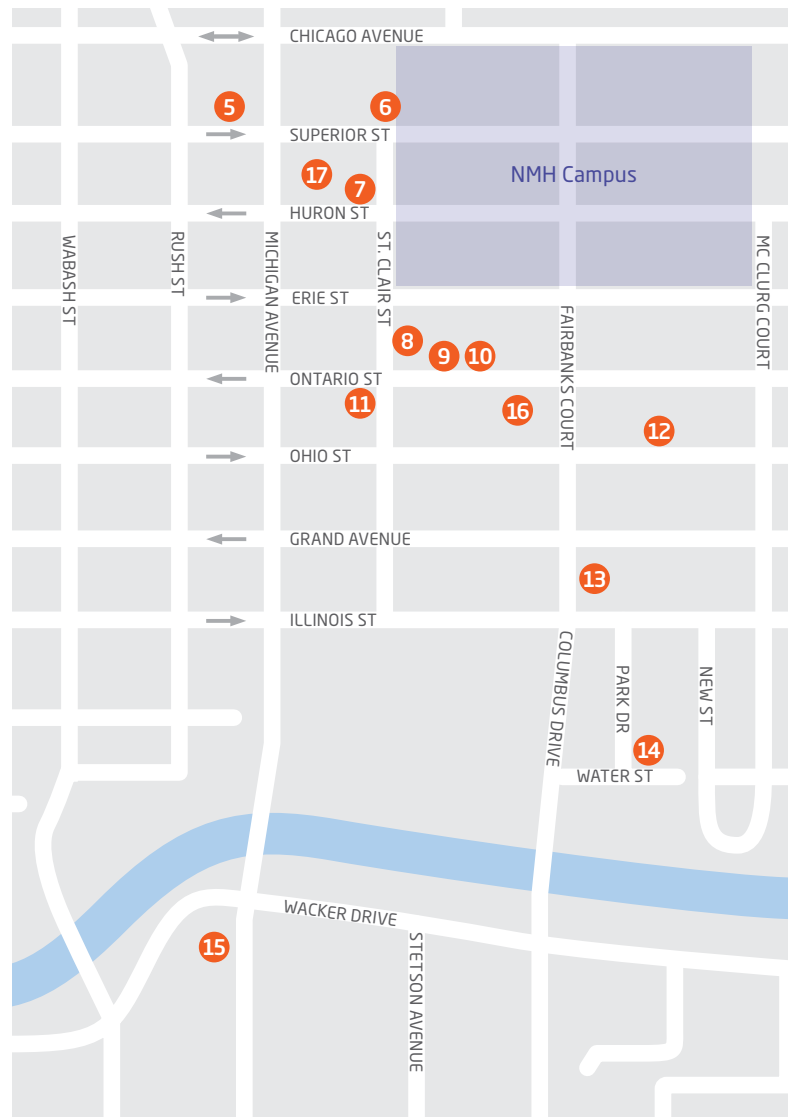 CHICAGO AVENUE
5
6
SUPERIOR ST
17
7
NMH Campus
HURON ST
WABASH ST
RUSH ST
MICHIGAN AVENUE
ST. CLAIR ST
MC CLURG COURT
ERIE ST
FAIRBANKS COURT
8
9
10
ONTARIO ST
11
16
12
OHIO ST
GRAND AVENUE
13
ILLINOIS ST
COLUMBUS DRIVE
PARK DR
NEW ST
14
WATER ST
WACKER DRIVE
15
STETSON AVENUE